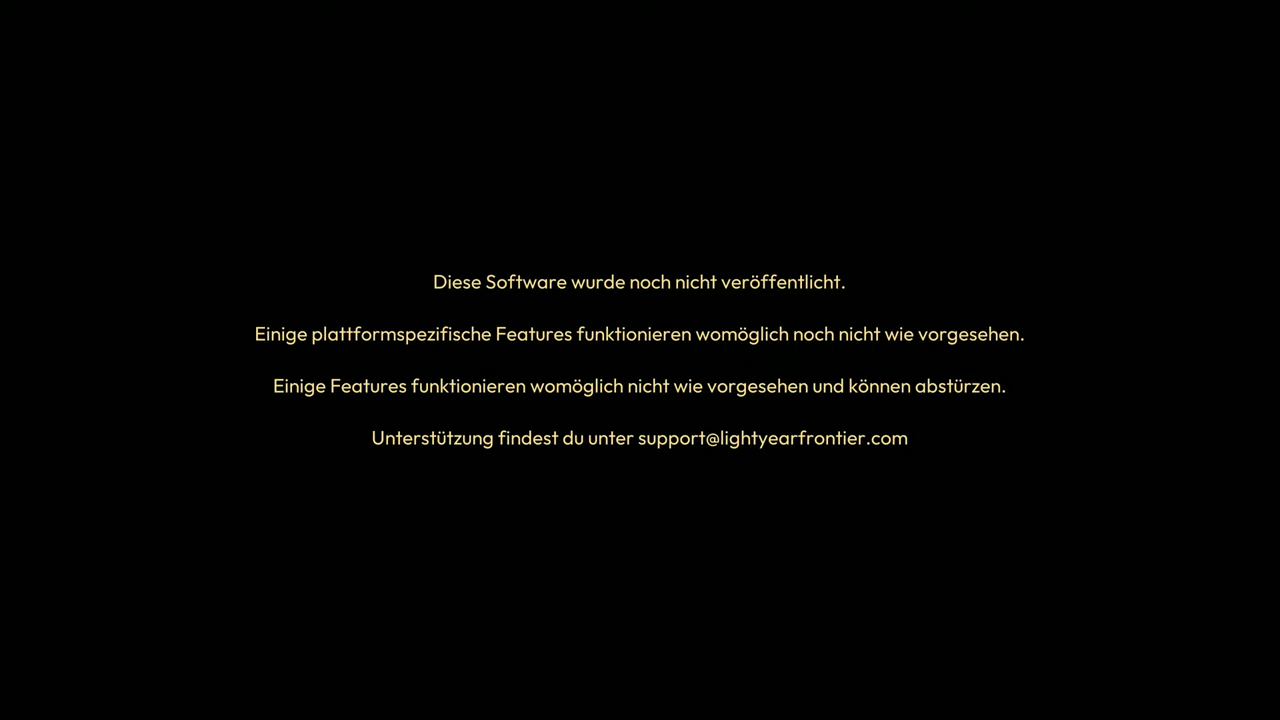 Diese Software wurde noch nicht veröffentlicht.
Einige plattformspezifische Features funktionieren womöglich noch nicht wie vorgesehen.
Einige Features funktionieren womöglich nicht wie vorgesehen und können abstürzen.
Unterstützung findest du unter support@lightyearfrontier.com